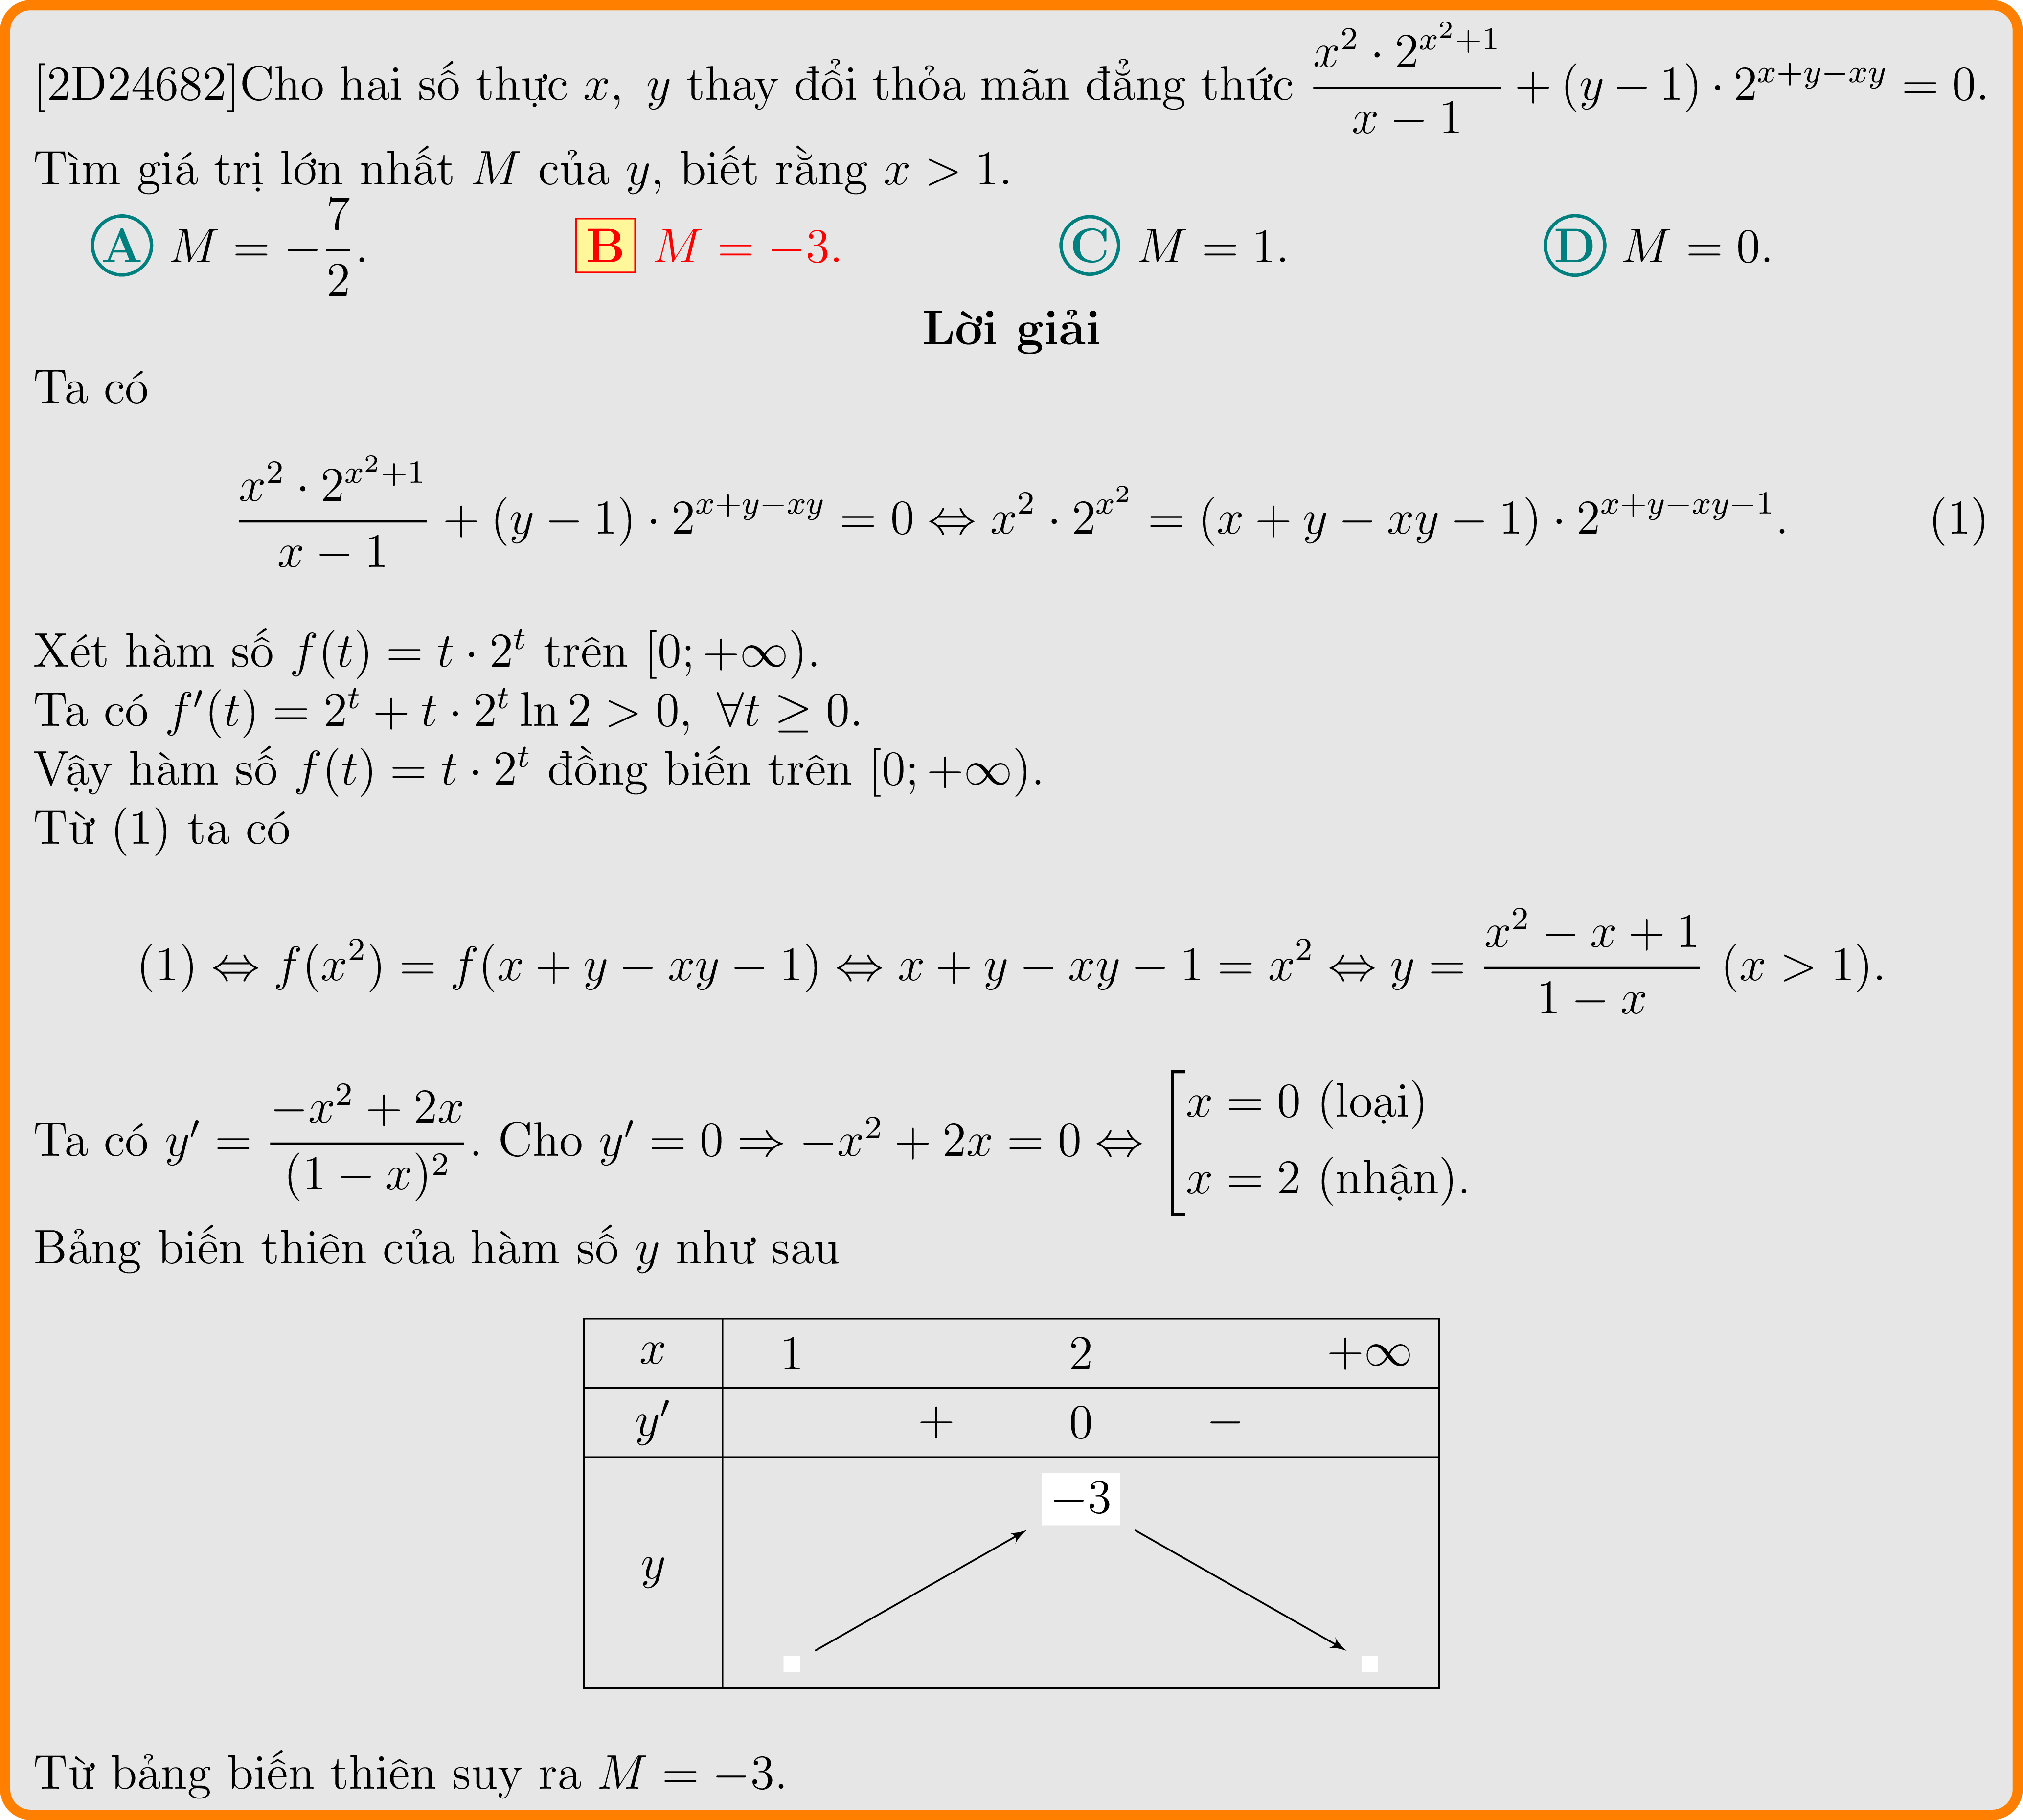 [2D24682]Cho hai số thực $x,\ y$ thay đổi thỏa mãn đẳng thức $\dfrac{x^2 \cdot 2^{x^2+1}}{x-1} + (y-1) \cdot 2^{x+y-xy} = 0.$
Tìm giá trị lớn nhất $M$ của $y$, biết rằng $x > 1$.
A $M = -\dfrac{7}{2}$. B $M = -3$. C $M = 1$. D $M = 0$.
Lời giải
Ta có
$\dfrac{x^2 \cdot 2^{x^2+1}}{x-1} + (y-1) \cdot 2^{x+y-xy} = 0 \Leftrightarrow x^2 \cdot 2^{x^2} = (x+y-xy-1) \cdot 2^{x+y-xy-1}.$ (1)
Xét hàm số $f(t) = t \cdot 2^t$ trên $[0; +\infty)$.
Ta có $f'(t) = 2^t + t \cdot 2^t \ln 2 > 0,\ \forall t \geq 0$.
Vậy hàm số $f(t) = t \cdot 2^t$ đồng biến trên $[0; +\infty)$.
Từ (1) ta có
$(1) \Leftrightarrow f(x^2) = f(x+y-xy-1) \Leftrightarrow x+y-xy-1 = x^2 \Leftrightarrow y = \dfrac{x^2-x+1}{1-x}\ (x > 1).$
Ta có $y' = \dfrac{-x^2+2x}{(1-x)^2}$. Cho $y' = 0 \Rightarrow -x^2+2x = 0 \Leftrightarrow \left[\begin{array}{l} x = 0 \text{ (loại)} \\ x = 2 \text{ (nhận)}. \end{array}\right.$
Bảng biến thiên của hàm số $y$ như sau
$x$ 1 2 $+\infty$
$y'$ + 0 −
$y$ −3
Từ bảng biến thiên suy ra $M = -3$.